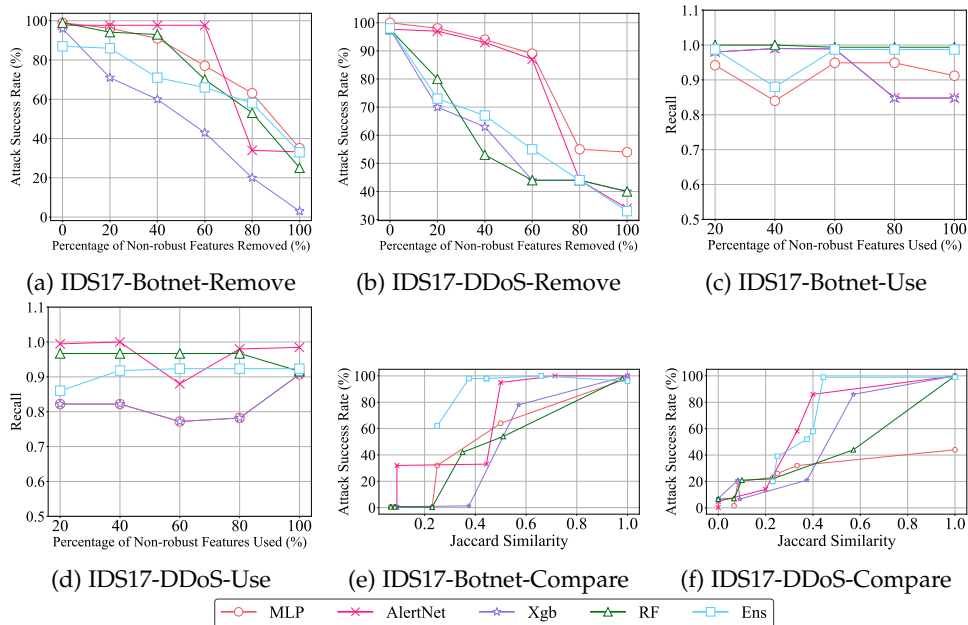 100
80
60
40
20
0
Attack Success Rate (%)
0 20 40 60 80 100
Percentage of Non-robust Features Removed (%)
(a) IDS17-Botnet-Remove
100
90
80
70
60
50
40
30
Attack Success Rate (%)
0 20 40 60 80 100
Percentage of Non-robust Features Removed (%)
(b) IDS17-DDoS-Remove
1.1
1.0
0.9
0.8
0.7
0.6
0.5
Recall
20 40 60 80 100
Percentage of Non-robust Features Used (%)
(c) IDS17-Botnet-Use
1.1
1.0
0.9
0.8
0.7
0.6
0.5
Recall
20 40 60 80 100
Percentage of Non-robust Features Used (%)
(d) IDS17-DDoS-Use
100
80
60
40
20
0
Attack Success Rate (%)
0.2 0.4 0.6 0.8 1.0
Jaccard Similarity
(e) IDS17-Botnet-Compare
100
80
60
40
20
0
Attack Success Rate (%)
0.0 0.2 0.4 0.6 0.8 1.0
Jaccard Similarity
(f) IDS17-DDoS-Compare
MLP AlertNet Xgb RF Ens